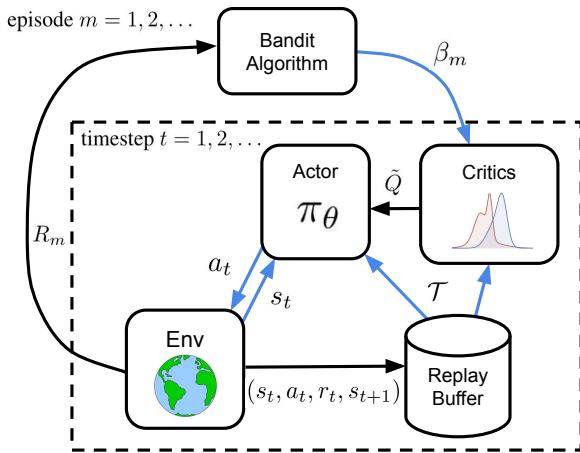 episode m = 1, 2, . . .
Bandit
Algorithm
β_m
timestep t = 1, 2, . . .
Actor
π_θ
Q̃
Critics
R_m
a_t
s_t
𝒯
Env
(s_t, a_t, r_t, s_{t+1})
Replay
Buffer